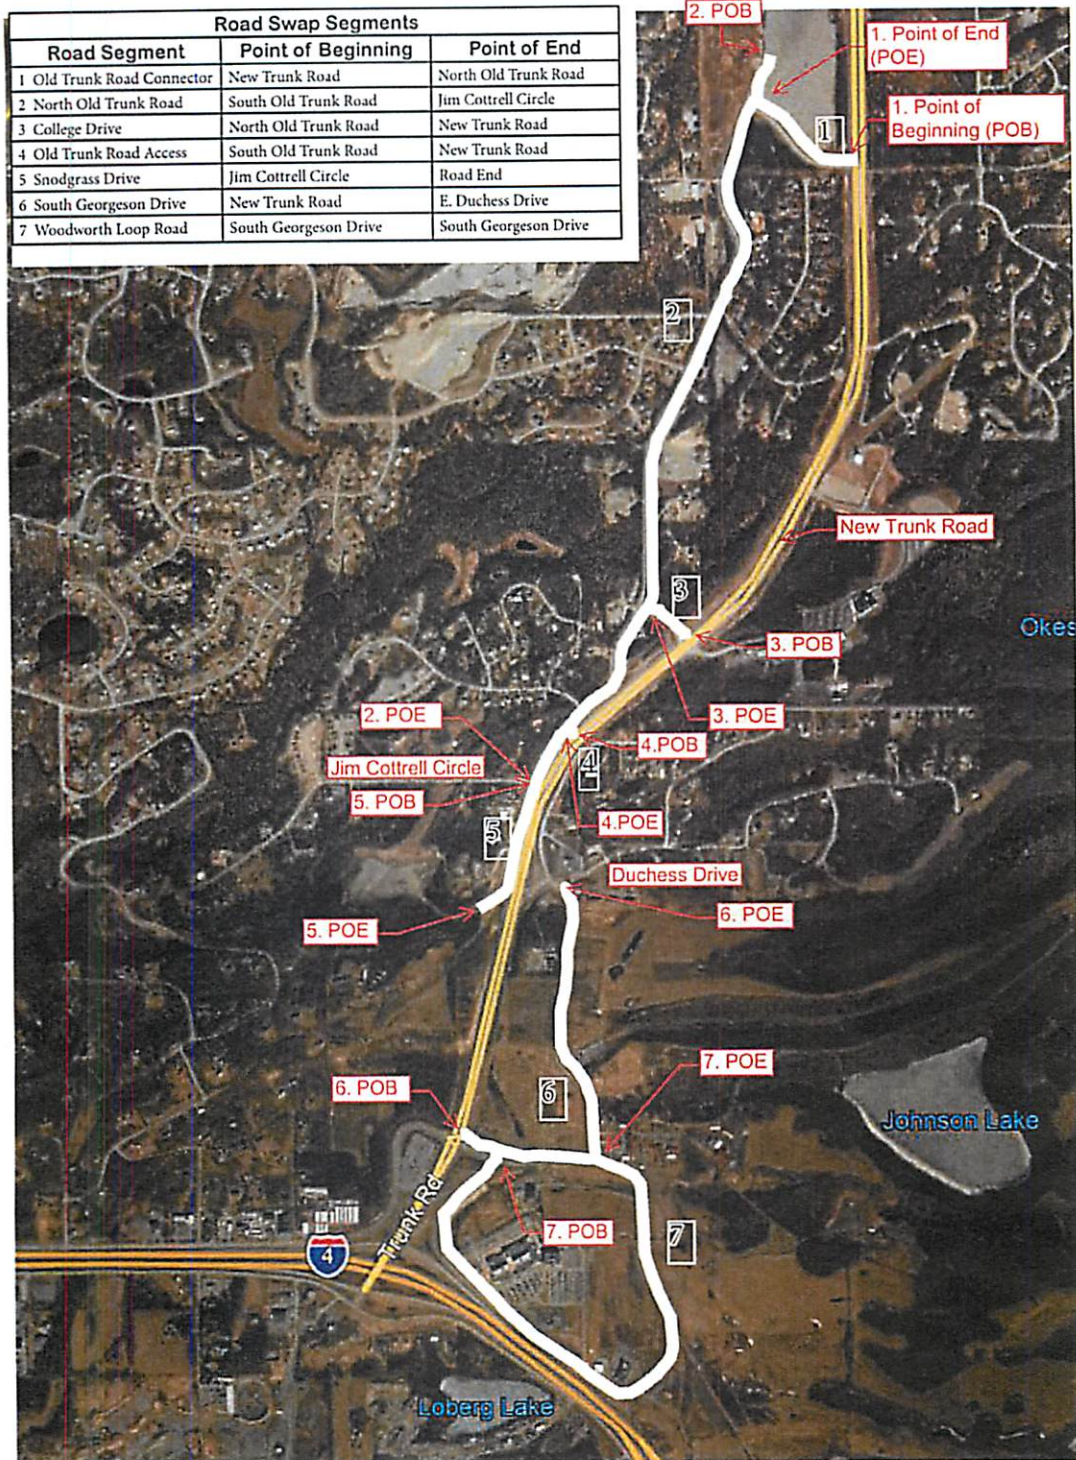 Road Swap Segments
Road Segment Point of Beginning Point of End
1 Old Trunk Road Connector New Trunk Road North Old Trunk Road
2 North Old Trunk Road South Old Trunk Road Jim Cottrell Circle
3 College Drive North Old Trunk Road New Trunk Road
4 Old Trunk Road Access South Old Trunk Road New Trunk Road
5 Snodgrass Drive Jim Cottrell Circle Road End
6 South Georgeson Drive New Trunk Road E. Duchess Drive
7 Woodworth Loop Road South Georgeson Drive South Georgeson Drive
2. POB
1. Point of End
(POE)
1. Point of
Beginning (POB)
1
2
New Trunk Road
3
Okes
3. POB
2. POE
3. POE
4.POB
Jim Cottrell Circle
4
5. POB
4.POE
5
Duchess Drive
6. POE
5. POE
7. POE
6. POB
6
Johnson Lake
Trunk Rd
7. POB
7
4
Loberg Lake